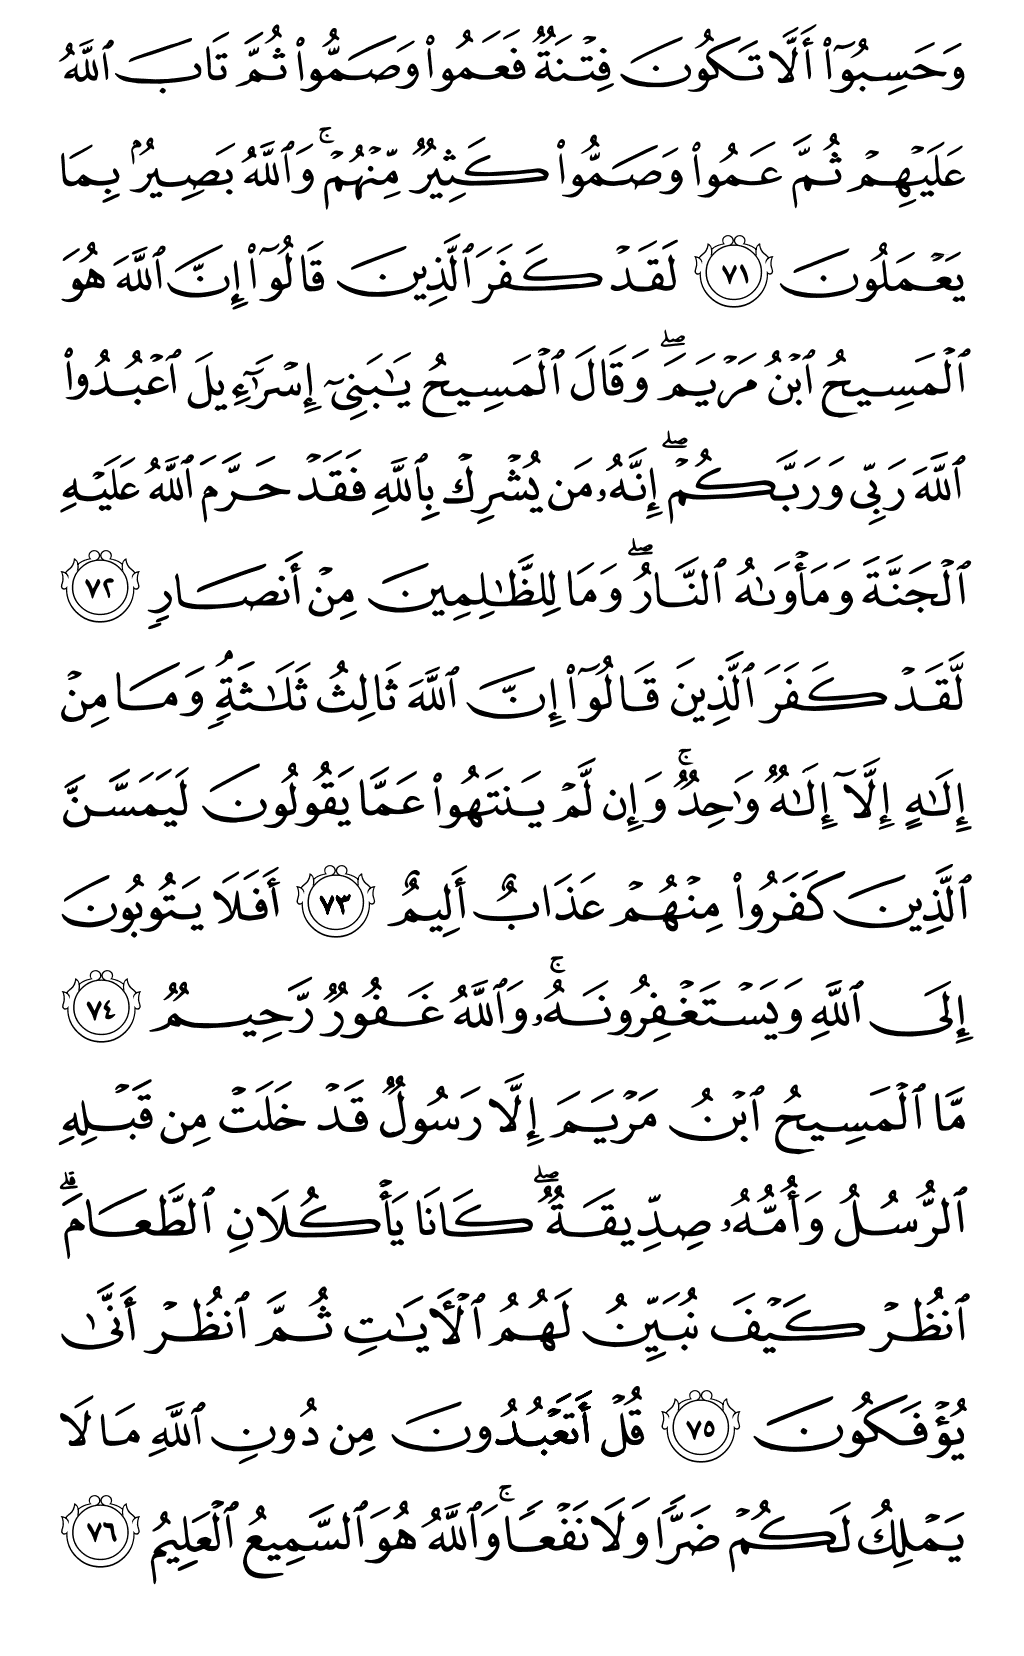 وَحَسِبُوٓا۟ أَلَّا تَكُونَ فِتْنَةٌ فَعَمُوا۟ وَصَمُّوا۟ ثُمَّ تَابَ ٱللَّهُ
عَلَيْهِمْ ثُمَّ عَمُوا۟ وَصَمُّوا۟ كَثِيرٌ مِّنْهُمْ ۚ وَٱللَّهُ بَصِيرٌۢ بِمَا
يَعْمَلُونَ ٧١ لَقَدْ كَفَرَ ٱلَّذِينَ قَالُوٓا۟ إِنَّ ٱللَّهَ هُوَ
ٱلْمَسِيحُ ٱبْنُ مَرْيَمَ ۖ وَقَالَ ٱلْمَسِيحُ يَـٰبَنِىٓ إِسْرَٰٓءِيلَ ٱعْبُدُوا۟
ٱللَّهَ رَبِّى وَرَبَّكُمْ ۖ إِنَّهُۥ مَن يُشْرِكْ بِٱللَّهِ فَقَدْ حَرَّمَ ٱللَّهُ عَلَيْهِ
ٱلْجَنَّةَ وَمَأْوَىٰهُ ٱلنَّارُ ۖ وَمَا لِلظَّـٰلِمِينَ مِنْ أَنصَارٍ ٧٢
لَّقَدْ كَفَرَ ٱلَّذِينَ قَالُوٓا۟ إِنَّ ٱللَّهَ ثَالِثُ ثَلَـٰثَةٍ ۘ وَمَا مِنْ
إِلَـٰهٍ إِلَّآ إِلَـٰهٌ وَٰحِدٌ ۚ وَإِن لَّمْ يَنتَهُوا۟ عَمَّا يَقُولُونَ لَيَمَسَّنَّ
ٱلَّذِينَ كَفَرُوا۟ مِنْهُمْ عَذَابٌ أَلِيمٌ ٧٣ أَفَلَا يَتُوبُونَ
إِلَى ٱللَّهِ وَيَسْتَغْفِرُونَهُۥ ۚ وَٱللَّهُ غَفُورٌ رَّحِيمٌ ٧٤
مَّا ٱلْمَسِيحُ ٱبْنُ مَرْيَمَ إِلَّا رَسُولٌ قَدْ خَلَتْ مِن قَبْلِهِ
ٱلرُّسُلُ وَأُمُّهُۥ صِدِّيقَةٌ ۖ كَانَا يَأْكُلَانِ ٱلطَّعَامَ ۗ
ٱنظُرْ كَيْفَ نُبَيِّنُ لَهُمُ ٱلْـَٔايَـٰتِ ثُمَّ ٱنظُرْ أَنَّىٰ
يُؤْفَكُونَ ٧٥ قُلْ أَتَعْبُدُونَ مِن دُونِ ٱللَّهِ مَا لَا
يَمْلِكُ لَكُمْ ضَرًّا وَلَا نَفْعًا ۚ وَٱللَّهُ هُوَ ٱلسَّمِيعُ ٱلْعَلِيمُ ٧٦